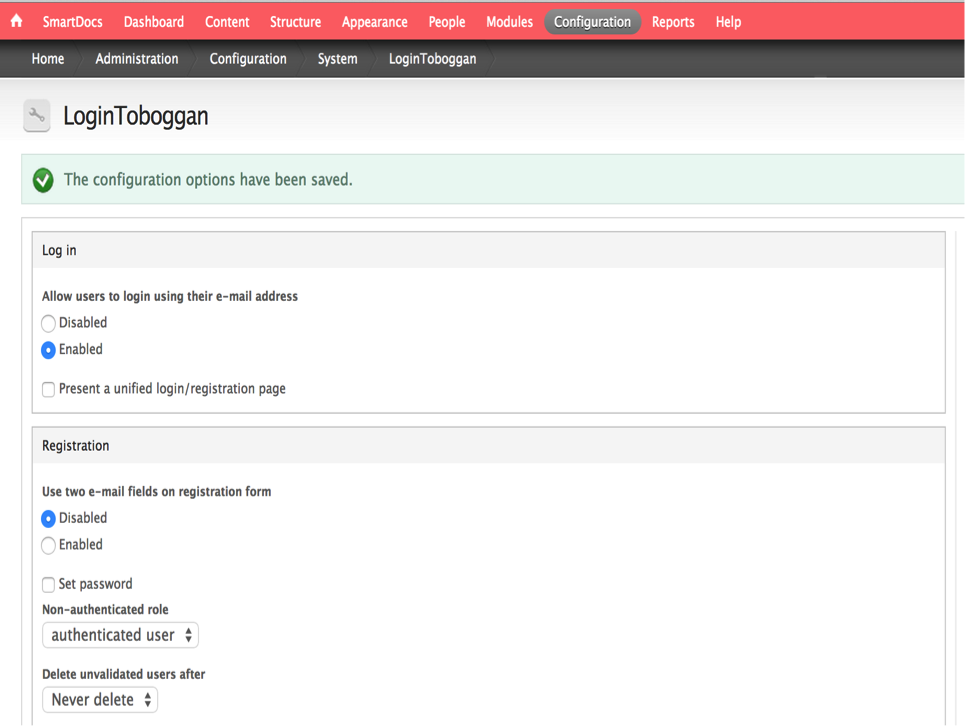 SmartDocs Dashboard Content Structure Appearance People Modules Configuration Reports Help
Home Administration Configuration System LoginToboggan
LoginToboggan
The configuration options have been saved.
Log in
Allow users to login using their e-mail address
Disabled
Enabled
Present a unified login/registration page
Registration
Use two e-mail fields on registration form
Disabled
Enabled
Set password
Non-authenticated role
authenticated user
Delete unvalidated users after
Never delete